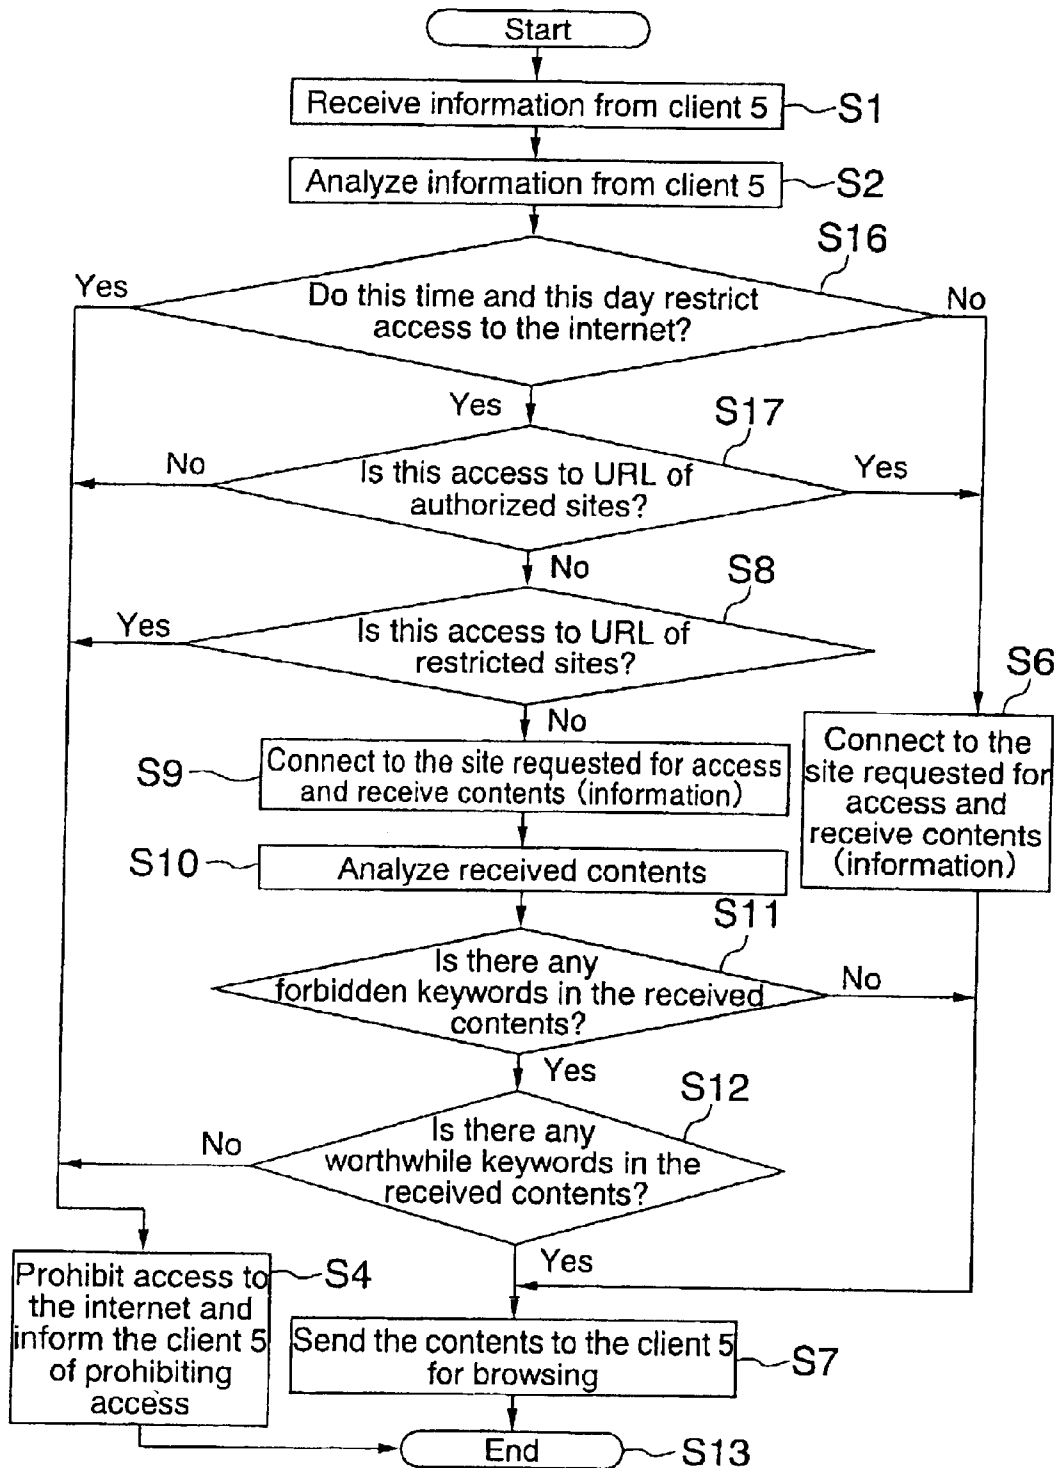 Start
Receive information from client 5
S1
Analyze information from client 5
S2
S16
Yes
Do this time and this day restrict
access to the internet?
No
Yes
S17
No
Is this access to URL of
authorized sites?
Yes
No
S8
Yes
Is this access to URL of
restricted sites?
No
S6
Connect to the
site requested for
access and
receive contents
(information)
S9
Connect to the site requested for access
and receive contents (information)
S10
Analyze received contents
S11
Is there any
forbidden keywords in the received
contents?
No
Yes
S12
No
Is there any
worthwhile keywords in the
received contents?
Yes
Prohibit access to
the internet and
inform the client 5
of prohibiting
access
S4
Send the contents to the client 5
for browsing
S7
End
S13